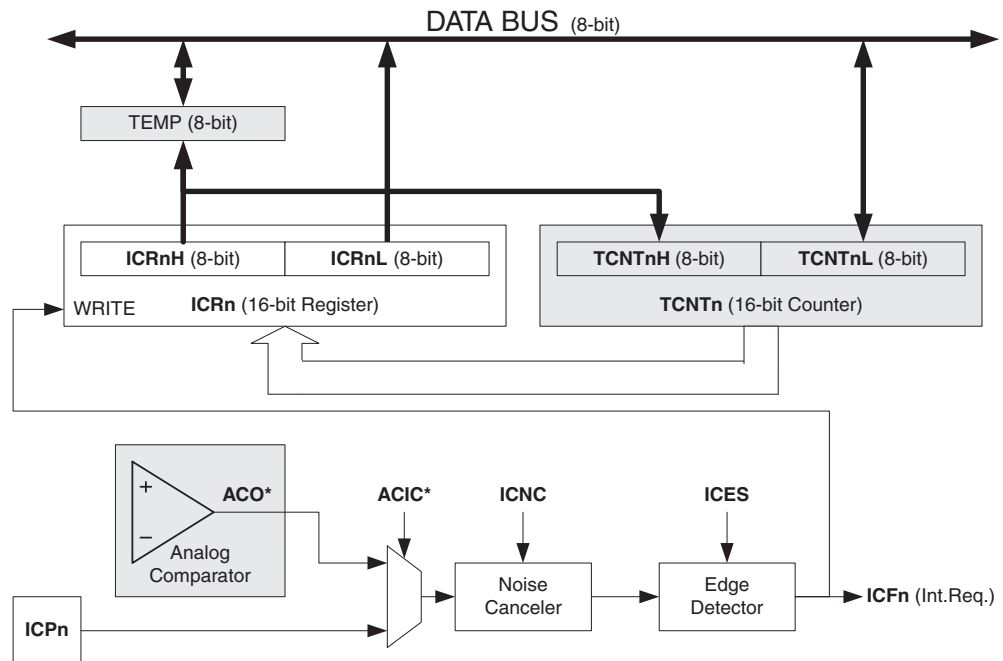 DATA BUS (8-bit)
TEMP (8-bit)
ICRnH (8-bit)
ICRnL (8-bit)
TCNTnH (8-bit)
TCNTnL (8-bit)
WRITE
ICRn (16-bit Register)
TCNTn (16-bit Counter)
+
−
ACO*
Analog
Comparator
ACIC*
ICNC
ICES
Noise
Canceler
Edge
Detector
ICFn (Int.Req.)
ICPn